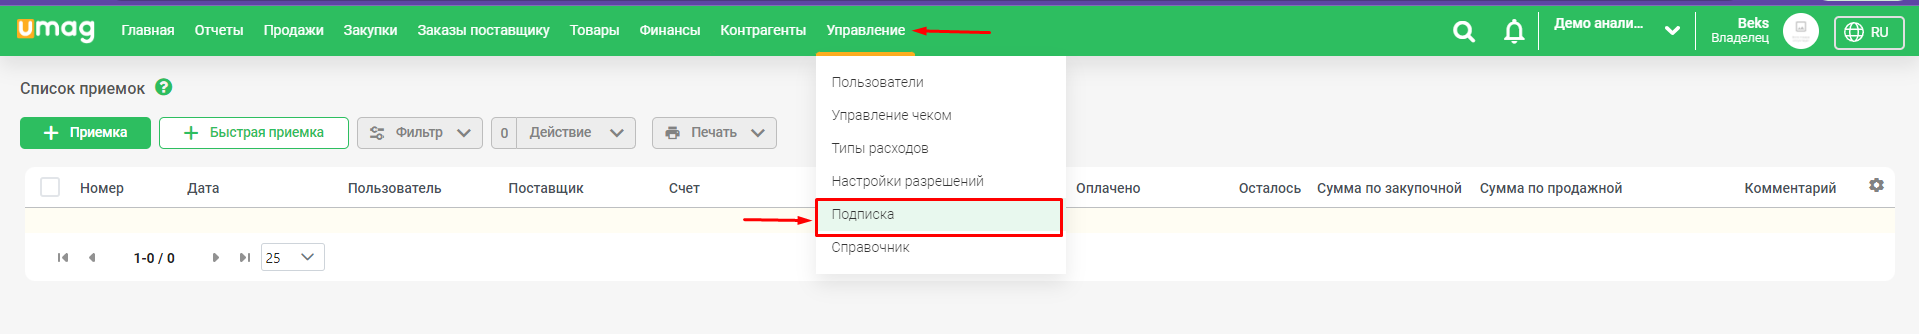 umag Главная Отчеты Продажи Закупки Заказы поставщику Товары Финансы Контрагенты Управление Демо анали... Beks
Владелец RU
Список приемок ?
Приемка Быстрая приемка Фильтр 0 Действие Печать
Пользователи
Управление чеком
Типы расходов
Настройки разрешений
Подписка
Справочник
Номер Дата Пользователь Поставщик Счет Оплачено Осталось Сумма по закупочной Сумма по продажной Комментарий
1-0 / 0 25